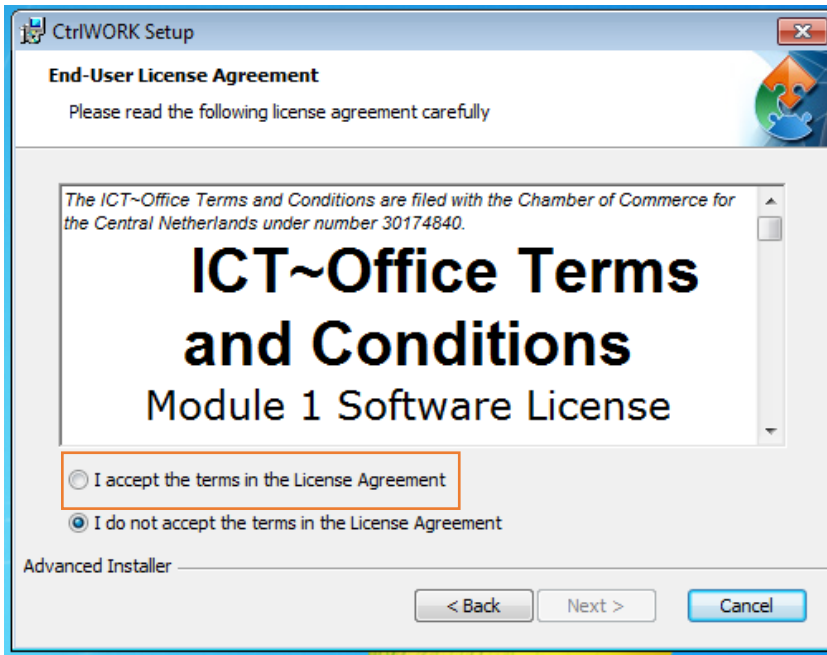 CtrlWORK Setup
End-User License Agreement
Please read the following license agreement carefully
The ICT~Office Terms and Conditions are filed with the Chamber of Commerce for
the Central Netherlands under number 30174840.
ICT~Office Terms
and Conditions
Module 1 Software License
I accept the terms in the License Agreement
I do not accept the terms in the License Agreement
Advanced Installer
< Back
Next >
Cancel